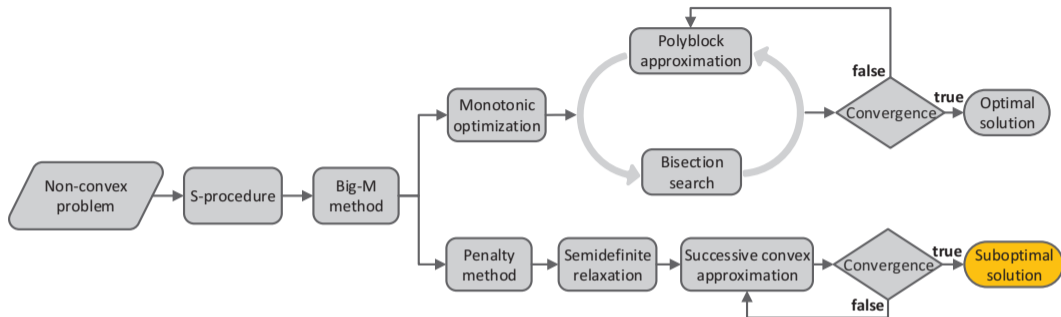 Non-convex
problem
S-procedure
Big-M
method
Monotonic
optimization
Polyblock
approximation
Bisection
search
false
Convergence
true
Optimal
solution
Penalty
method
Semidefinite
relaxation
Successive convex
approximation
Convergence
true
false
Suboptimal
solution